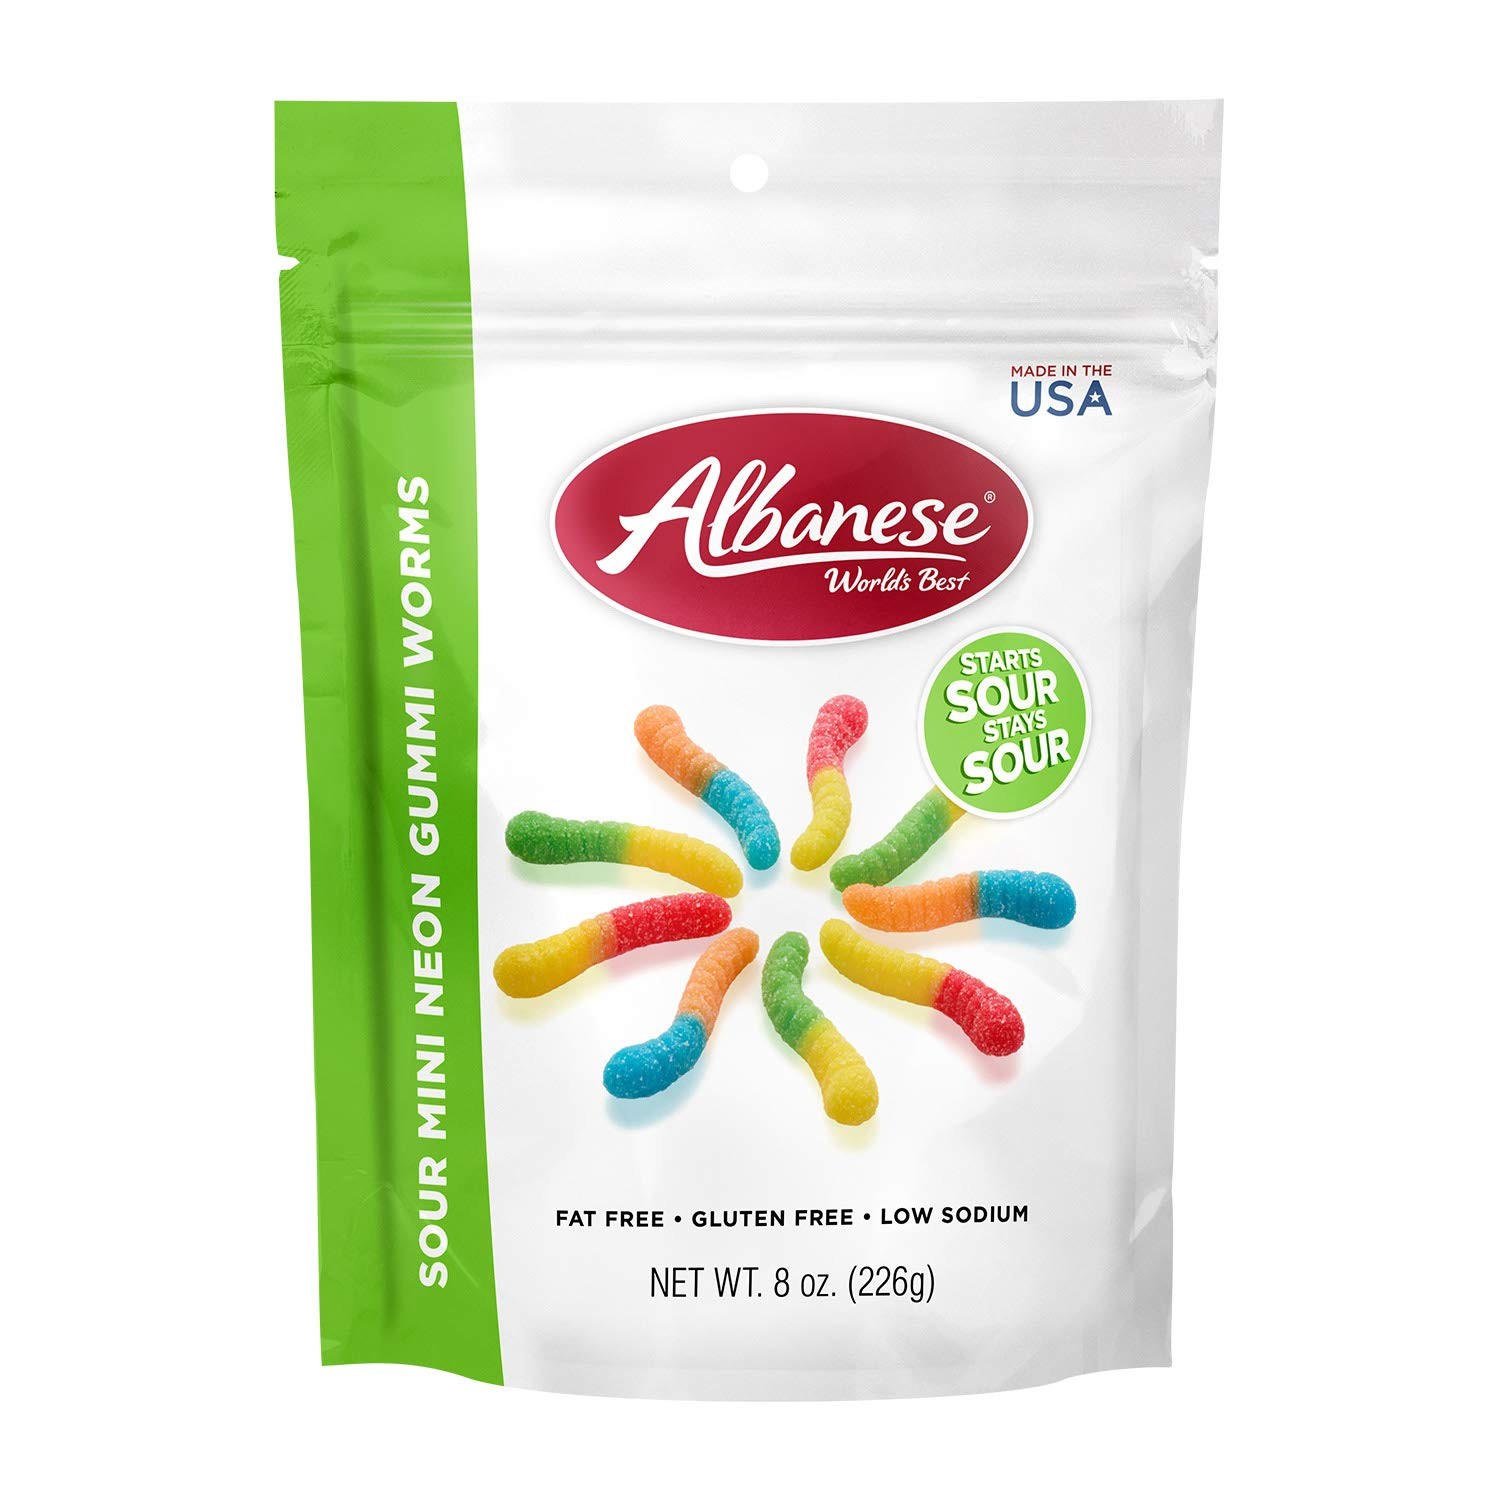 MADE IN THE
USA
Albanese®
World's Best
STARTS
SOUR
STAYS
SOUR
SOUR MINI NEON GUMMI WORMS
FAT FREE • GLUTEN FREE • LOW SODIUM
NET WT. 8 oz. (226g)